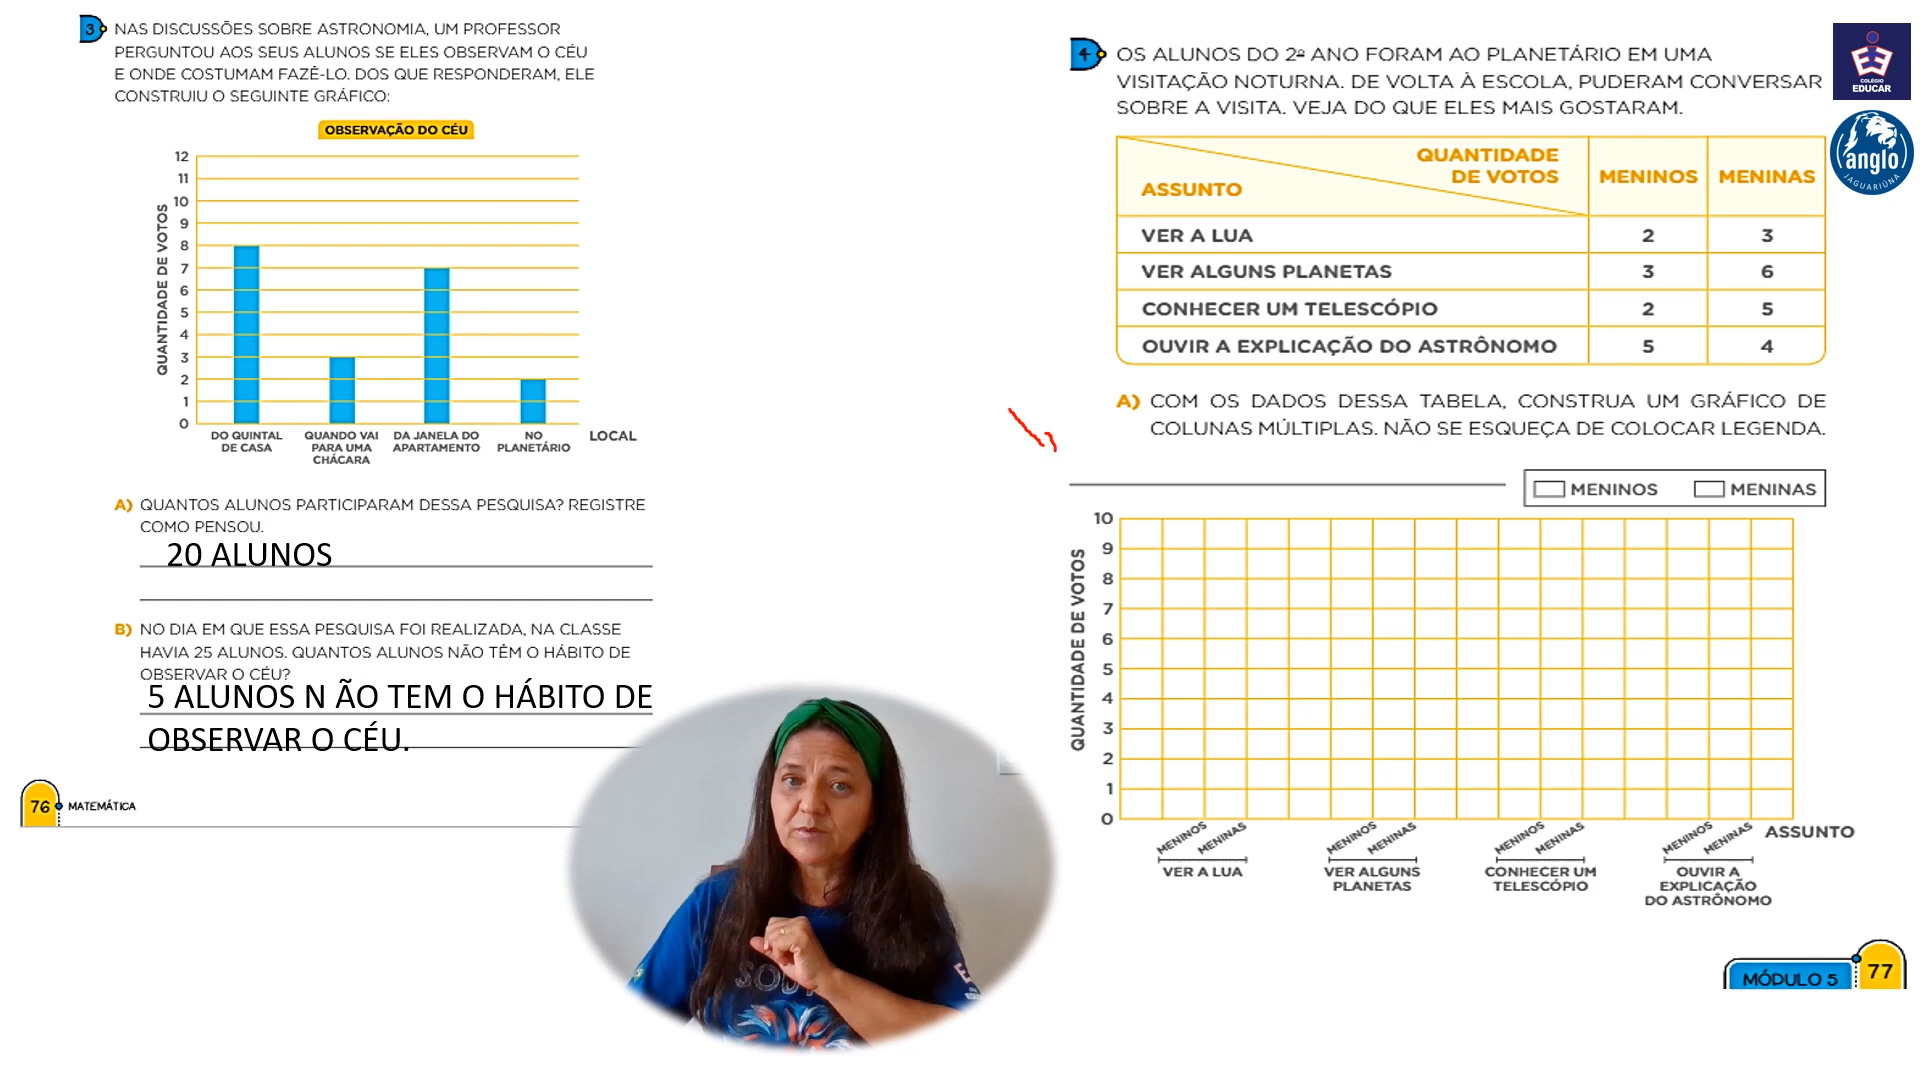 3
NAS DISCUSSÕES SOBRE ASTRONOMIA, UM PROFESSOR
PERGUNTOU AOS SEUS ALUNOS SE ELES OBSERVAM O CÉU
E ONDE COSTUMAM FAZÊ-LO. DOS QUE RESPONDERAM, ELE
CONSTRUIU O SEGUINTE GRÁFICO:
OBSERVAÇÃO DO CÉU
QUANTIDADE DE VOTOS
12
11
10
9
8
7
6
5
4
3
2
1
0
DO QUINTAL
DE CASA
QUANDO VAI
PARA UMA
CHÁCARA
DA JANELA DO
APARTAMENTO
NO
PLANETÁRIO
LOCAL
A) QUANTOS ALUNOS PARTICIPARAM DESSA PESQUISA? REGISTRE
COMO PENSOU.
20 ALUNOS
B) NO DIA EM QUE ESSA PESQUISA FOI REALIZADA, NA CLASSE
HAVIA 25 ALUNOS. QUANTOS ALUNOS NÃO TÊM O HÁBITO DE
OBSERVAR O CÉU?
5 ALUNOS N ÃO TEM O HÁBITO DE
OBSERVAR O CÉU.
76 MATEMÁTICA
4
OS ALUNOS DO 2º ANO FORAM AO PLANETÁRIO EM UMA
VISITAÇÃO NOTURNA. DE VOLTA À ESCOLA, PUDERAM CONVERSAR
SOBRE A VISITA. VEJA DO QUE ELES MAIS GOSTARAM.
QUANTIDADE
DE VOTOS
ASSUNTO
MENINOS MENINAS
VER A LUA 2 3
VER ALGUNS PLANETAS 3 6
CONHECER UM TELESCÓPIO 2 5
OUVIR A EXPLICAÇÃO DO ASTRÔNOMO 5 4
A) COM OS DADOS DESSA TABELA, CONSTRUA UM GRÁFICO DE
COLUNAS MÚLTIPLAS. NÃO SE ESQUEÇA DE COLOCAR LEGENDA.
MENINOS MENINAS
QUANTIDADE DE VOTOS
10
9
8
7
6
5
4
3
2
1
0
MENINOS MENINAS
VER A LUA
MENINOS MENINAS
VER ALGUNS
PLANETAS
MENINOS MENINAS
CONHECER UM
TELESCÓPIO
MENINOS MENINAS
OUVIR A
EXPLICAÇÃO
DO ASTRÔNOMO
ASSUNTO
MÓDULO 5 77
COLÉGIO
EDUCAR
anglo
JAGUARIÚNA